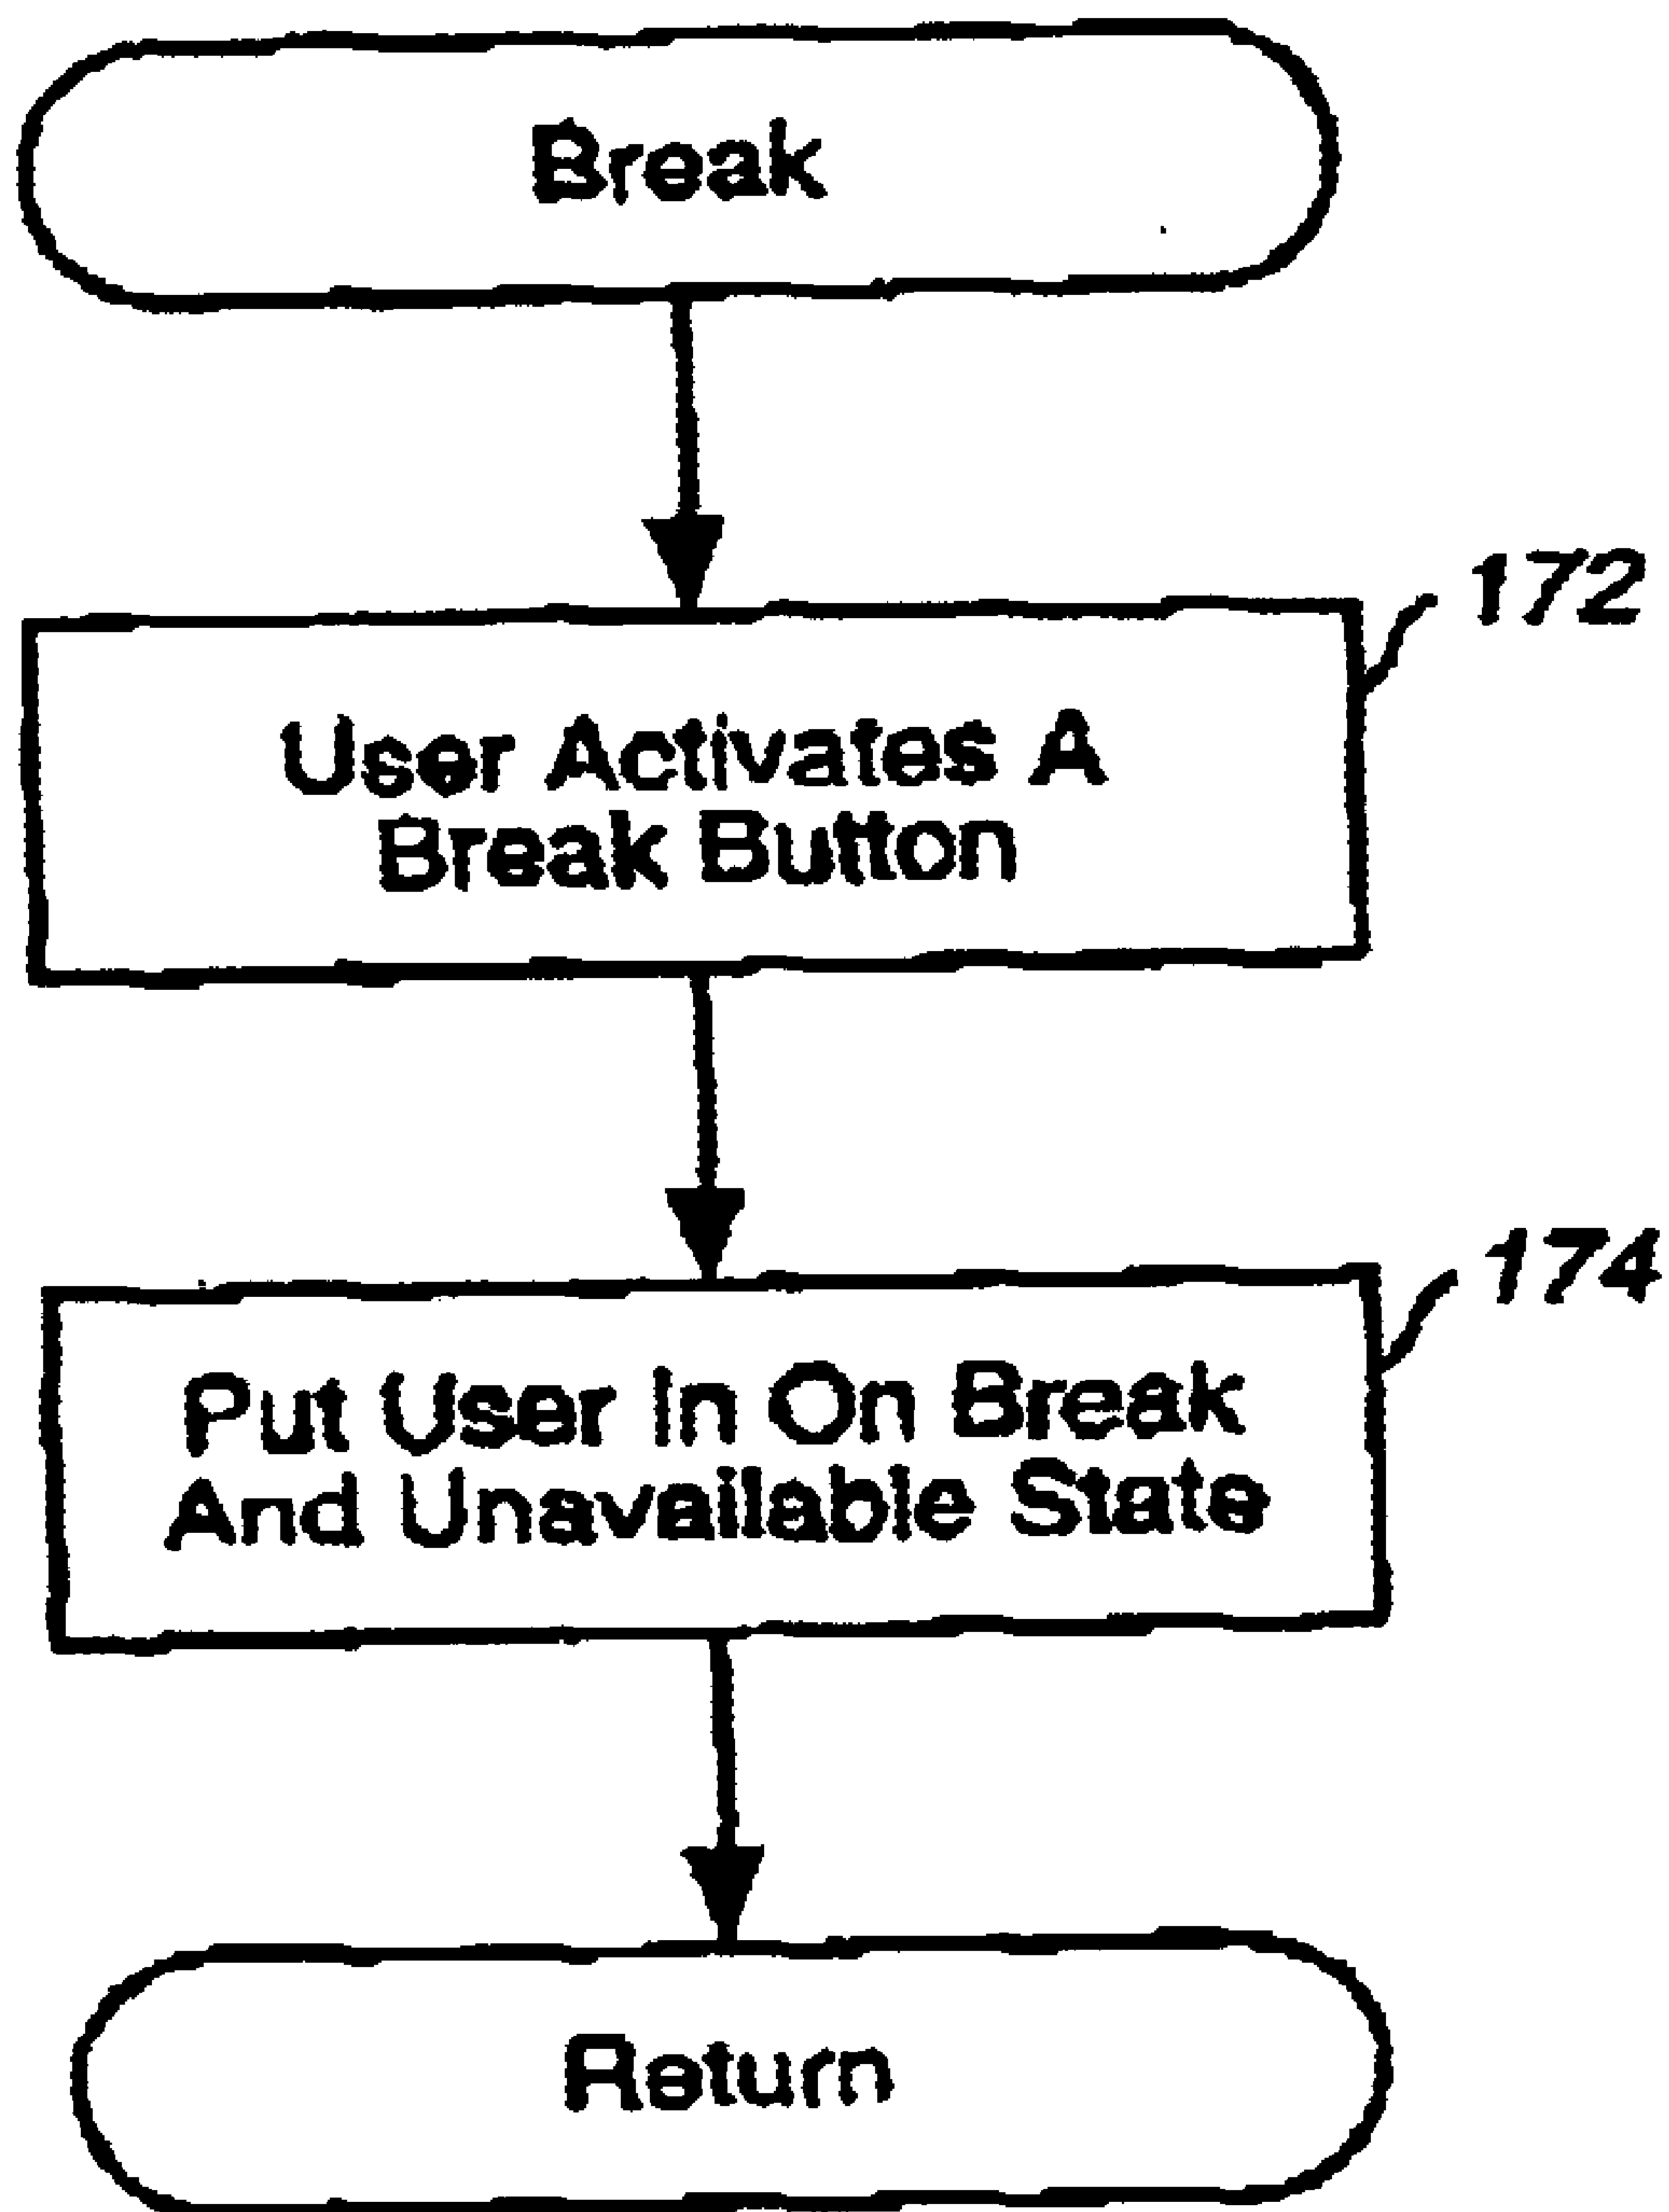 Break
172
User Activates A
Break Button
174
Put User In On Break
And Unavailable State
Return